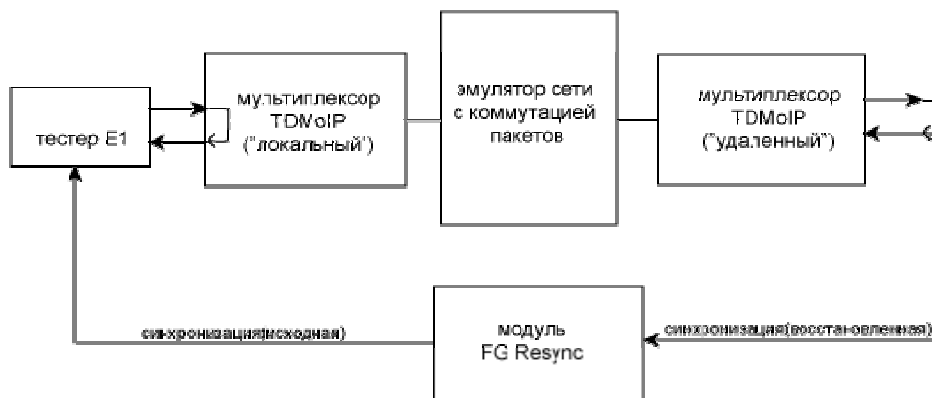 тестер E1
мультиплексор
TDMoIP
("локальный")
эмулятор сети
с коммутацией
пакетов
мультиплексор
TDMoIP
("удаленный")
синхронизация(исходная)
модуль
FG Resync
синхронизация(восстановленная)